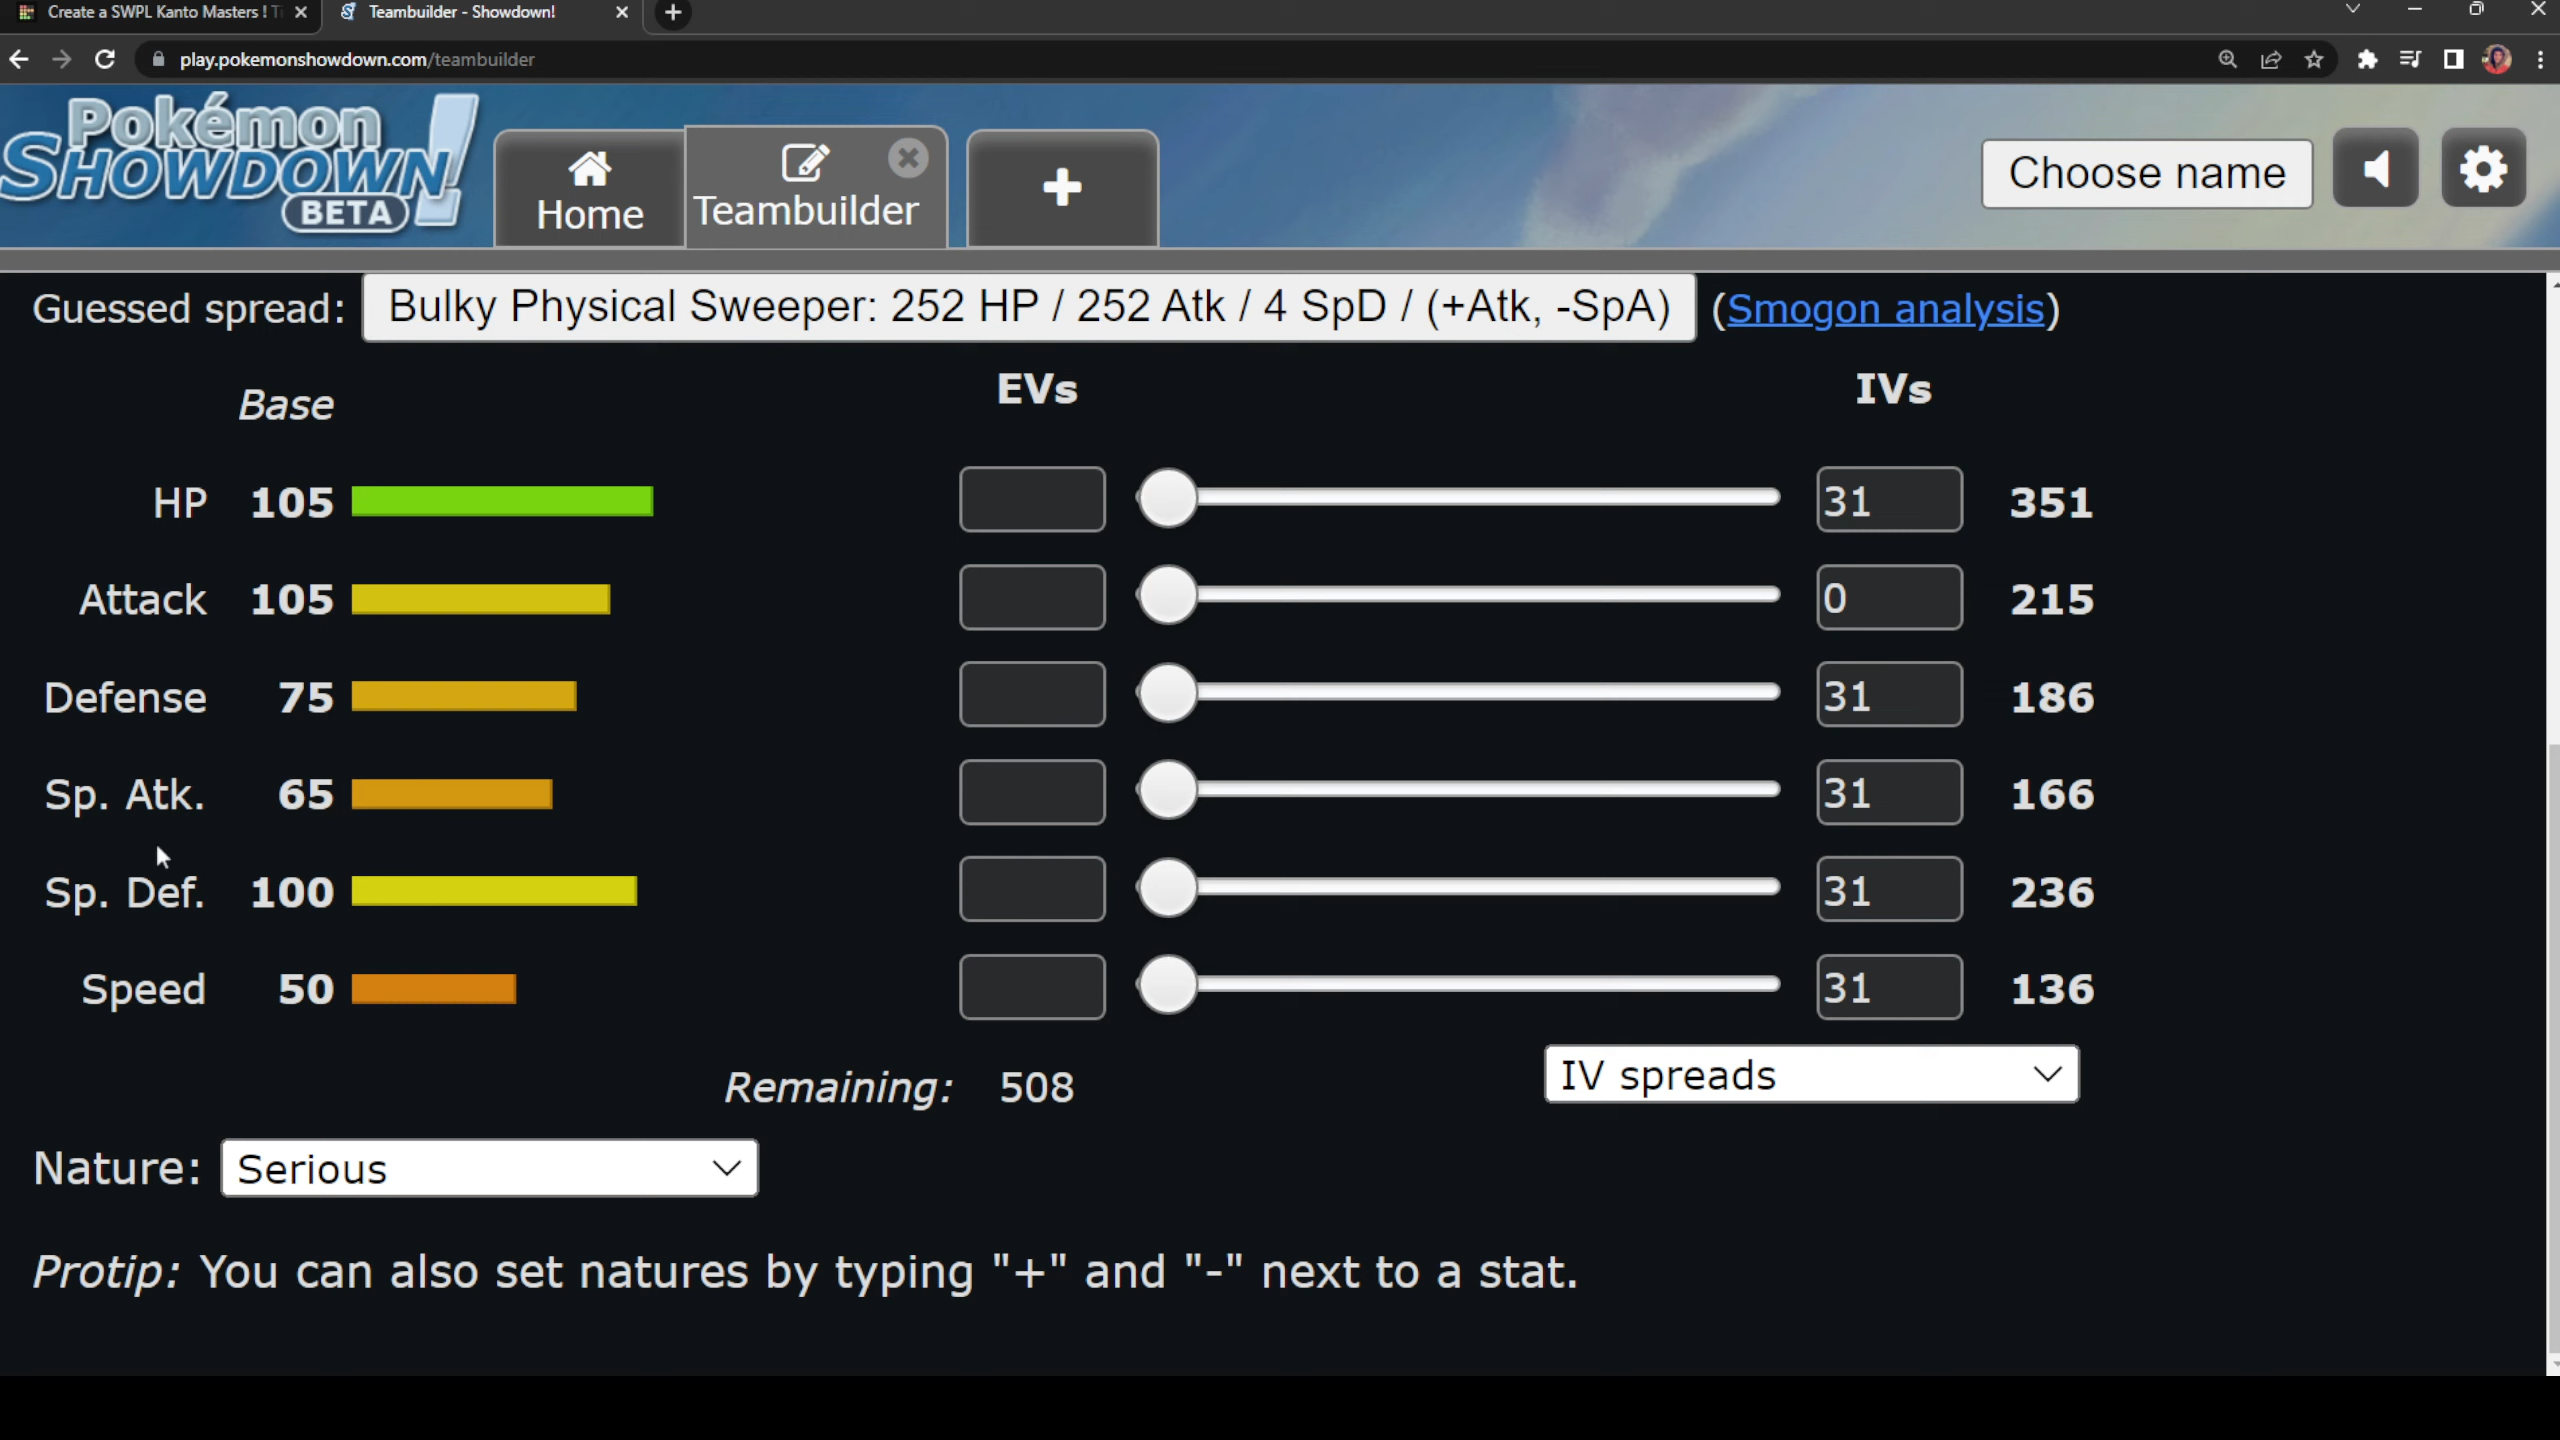 Create a SWPL Kanto Masters ! Ti
Teambuilder - Showdown!
play.pokemonshowdown.com/teambuilder
Pokémon
SHOWDOWN!
BETA
Home
Teambuilder
Choose name
Guessed spread: Bulky Physical Sweeper: 252 HP / 252 Atk / 4 SpD / (+Atk, -SpA) (Smogon analysis)
Base EVs IVs
HP 105 31 351
Attack 105 0 215
Defense 75 31 186
Sp. Atk. 65 31 166
Sp. Def. 100 31 236
Speed 50 31 136
Remaining: 508 IV spreads
Nature: Serious
Protip: You can also set natures by typing "+" and "-" next to a stat.